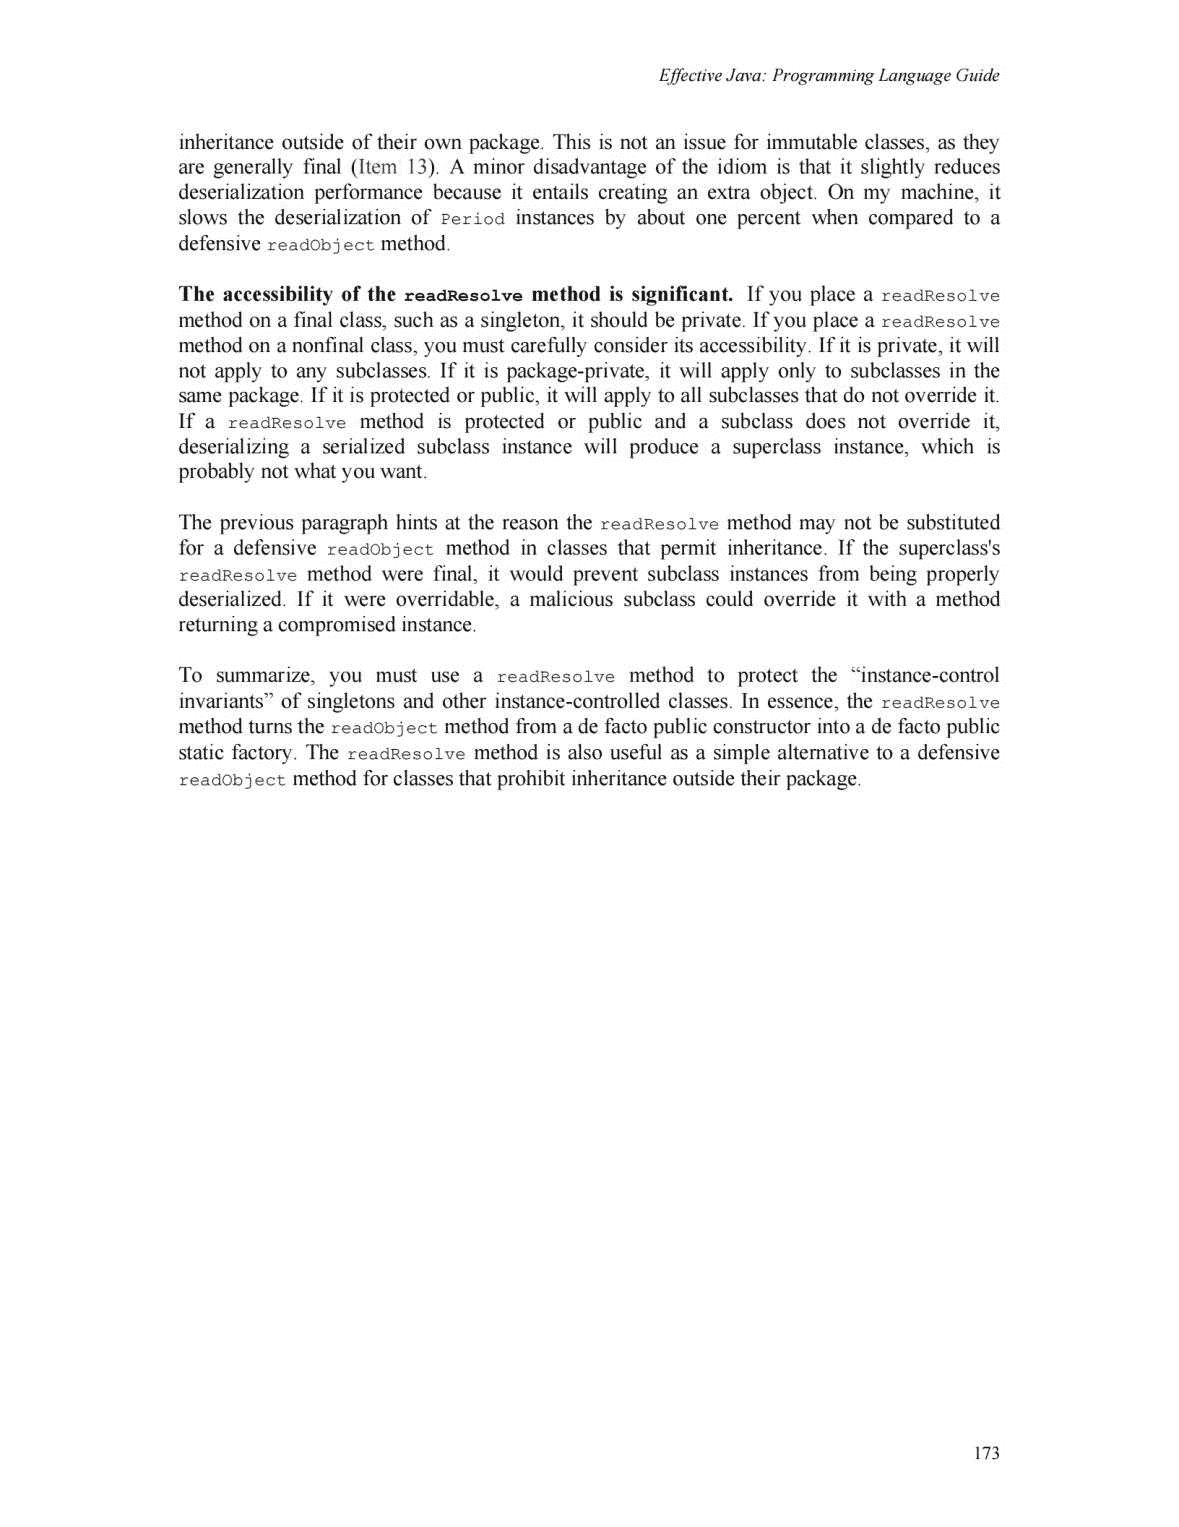 Effective Java: Programming Language Guide
inheritance outside of their own package. This is not an issue for immutable classes, as they
are generally final (Item 13). A minor disadvantage of the idiom is that it slightly reduces
deserialization performance because it entails creating an extra object. On my machine, it
slows the deserialization of Period instances by about one percent when compared to a
defensive readObject method.
The accessibility of the readResolve method is significant. If you place a readResolve
method on a final class, such as a singleton, it should be private. If you place a readResolve
method on a nonfinal class, you must carefully consider its accessibility. If it is private, it will
not apply to any subclasses. If it is package-private, it will apply only to subclasses in the
same package. If it is protected or public, it will apply to all subclasses that do not override it.
If a readResolve method is protected or public and a subclass does not override it,
deserializing a serialized subclass instance will produce a superclass instance, which is
probably not what you want.
The previous paragraph hints at the reason the readResolve method may not be substituted
for a defensive readObject method in classes that permit inheritance. If the superclass's
readResolve method were final, it would prevent subclass instances from being properly
deserialized. If it were overridable, a malicious subclass could override it with a method
returning a compromised instance.
To summarize, you must use a readResolve method to protect the “instance-control
invariants” of singletons and other instance-controlled classes. In essence, the readResolve
method turns the readObject method from a de facto public constructor into a de facto public
static factory. The readResolve method is also useful as a simple alternative to a defensive
readObject method for classes that prohibit inheritance outside their package.
173